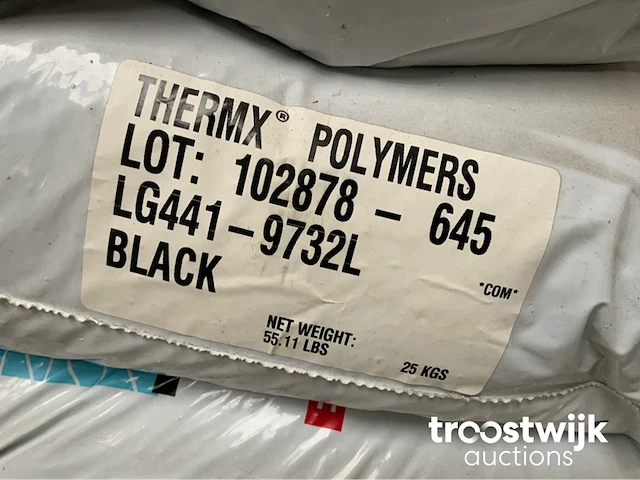 THERMX® POLYMERS
LOT: 102878 - 645
LG441-9732L
BLACK
*COM*
NET WEIGHT:
55.11 LBS
25 KGS
troostwijk
auctions